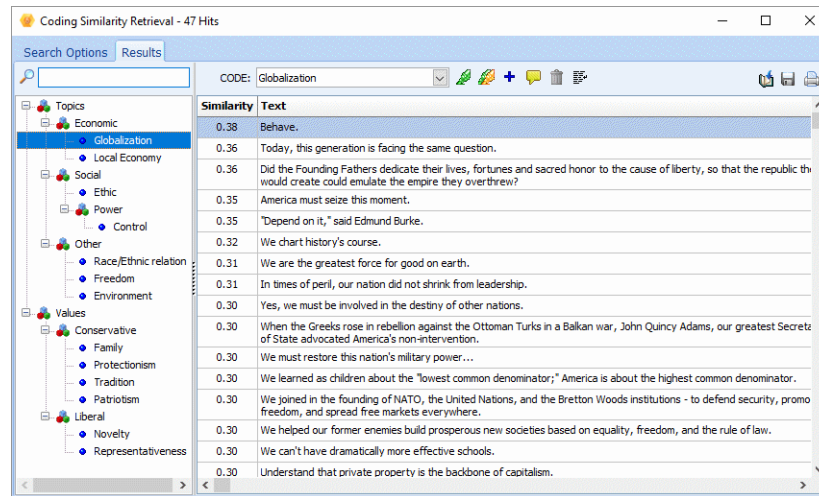 Coding Similarity Retrieval - 47 Hits
Search Options Results
CODE: Globalization
Topics
Economic
Globalization
Local Economy
Social
Ethic
Power
Control
Other
Race/Ethnic relation
Freedom
Environment
Values
Conservative
Family
Protectionism
Tradition
Patriotism
Liberal
Novelty
Representativeness
Similarity Text
0.38 Behave.
0.36 Today, this generation is facing the same question.
0.36 Did the Founding Fathers dedicate their lives, fortunes and sacred honor to the cause of liberty, so that the republic the
would create could emulate the empire they overthrew?
0.35 America must seize this moment.
0.35 "Depend on it," said Edmund Burke.
0.32 We chart history's course.
0.31 We are the greatest force for good on earth.
0.31 In times of peril, our nation did not shrink from leadership.
0.30 Yes, we must be involved in the destiny of other nations.
0.30 When the Greeks rose in rebellion against the Ottoman Turks in a Balkan war, John Quincy Adams, our greatest Secreta
of State advocated America's non-intervention.
0.30 We must restore this nation's military power...
0.30 We learned as children about the "lowest common denominator;" America is about the highest common denominator.
0.30 We joined in the founding of NATO, the United Nations, and the Bretton Woods institutions - to defend security, promo
freedom, and spread free markets everywhere.
0.30 We helped our former enemies build prosperous new societies based on equality, freedom, and the rule of law.
0.30 We can't have dramatically more effective schools.
0.30 Understand that private property is the backbone of capitalism.